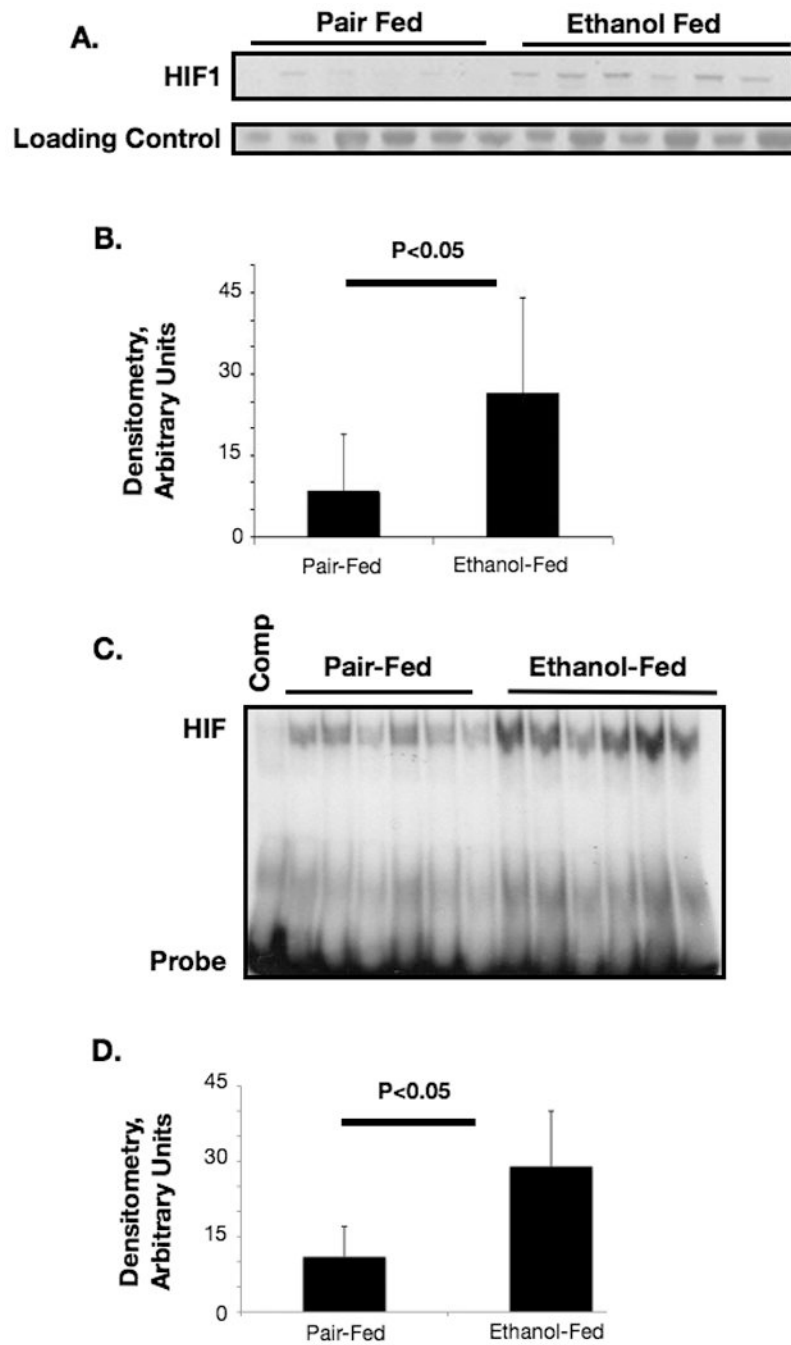 A.
Pair Fed Ethanol Fed
HIF1
Loading Control
B.
P<0.05
Densitometry,
Arbitrary Units
45
30
15
0
Pair-Fed Ethanol-Fed
C.
Comp
Pair-Fed Ethanol-Fed
HIF
Probe
D.
P<0.05
Densitometry,
Arbitrary Units
45
30
15
0
Pair-Fed Ethanol-Fed